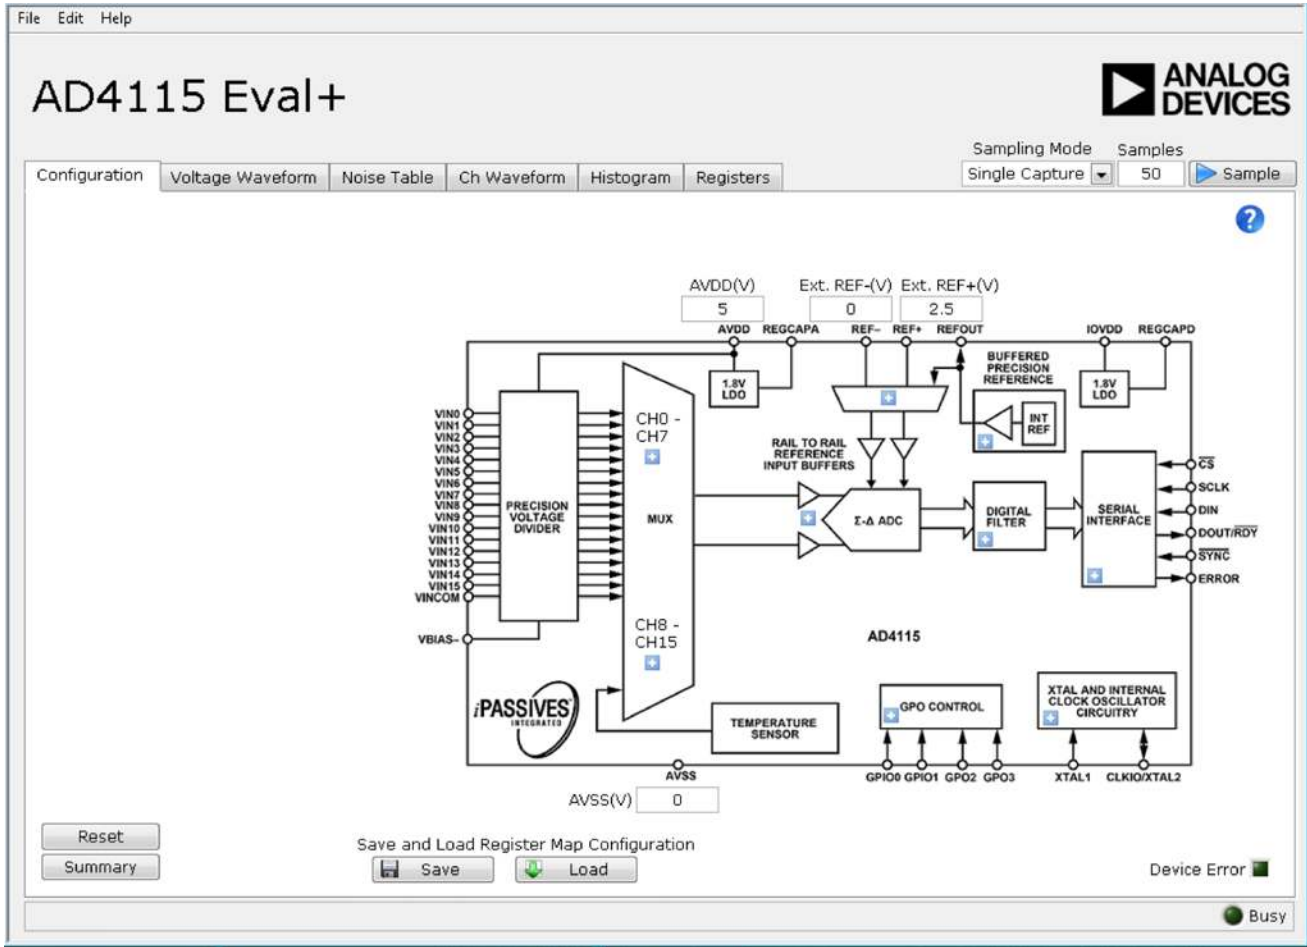 File Edit Help
AD4115 Eval+
ANALOG
DEVICES
Sampling Mode Samples
Single Capture 50 Sample
Configuration Voltage Waveform Noise Table Ch Waveform Histogram Registers
?
AVDD(V) Ext. REF-(V) Ext. REF+(V)
5 0 2.5
AVDD REGCAPA REF– REF+ REFOUT IOVDD REGCAPD
BUFFERED
PRECISION
REFERENCE
1.8V
LDO
INT
REF
1.8V
LDO
RAIL TO RAIL
REFERENCE
INPUT BUFFERS
VIN0
VIN1
VIN2
VIN3
VIN4
VIN5
VIN6
VIN7
VIN8
VIN9
VIN10
VIN11
VIN12
VIN13
VIN14
VIN15
VINCOM
VBIAS–
PRECISION
VOLTAGE
DIVIDER
CH0 -
CH7
MUX
CH8 -
CH15
Σ-Δ ADC
DIGITAL
FILTER
SERIAL
INTERFACE
CS
SCLK
DIN
DOUT/RDY
SYNC
ERROR
AD4115
iPASSIVES
INTEGRATED
TEMPERATURE
SENSOR
GPO CONTROL
XTAL AND INTERNAL
CLOCK OSCILLATOR
CIRCUITRY
AVSS GPIO0 GPIO1 GPO2 GPO3 XTAL1 CLKIO/XTAL2
AVSS(V) 0
Reset
Summary
Save and Load Register Map Configuration
Save Load
Device Error
Busy